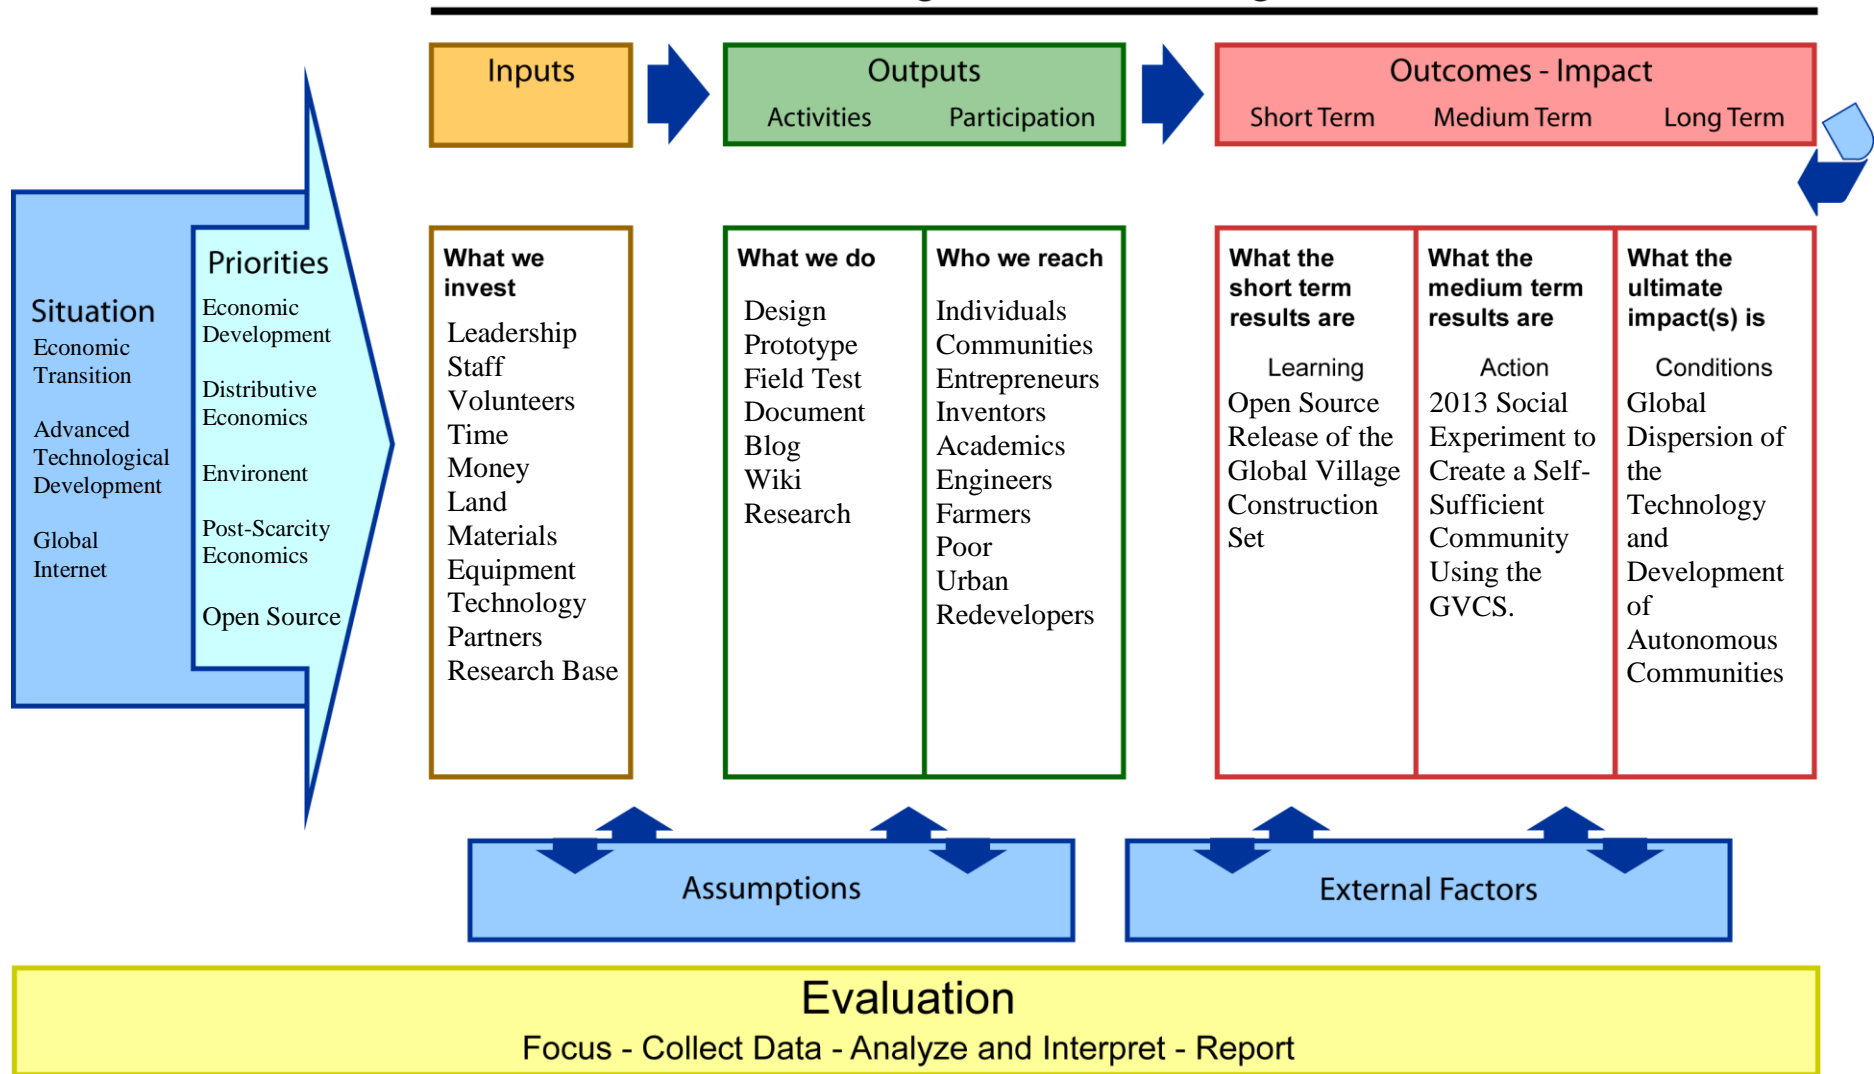 Inputs
Outputs
Activities Participation
Outcomes - Impact
Short Term Medium Term Long Term
Situation
Economic
Transition
Advanced
Technological
Development
Global
Internet
Priorities
Economic
Development
Distributive
Economics
Environent
Post-Scarcity
Economics
Open Source
What we
invest
Leadership
Staff
Volunteers
Time
Money
Land
Materials
Equipment
Technology
Partners
Research Base
What we do
Design
Prototype
Field Test
Document
Blog
Wiki
Research
Who we reach
Individuals
Communities
Entrepreneurs
Inventors
Academics
Engineers
Farmers
Poor
Urban
Redevelopers
What the
short term
results are
Learning
Open Source
Release of the
Global Village
Construction
Set
What the
medium term
results are
Action
2013 Social
Experiment to
Create a Self-
Sufficient
Community
Using the
GVCS.
What the
ultimate
impact(s) is
Conditions
Global
Dispersion of
the
Technology
and
Development
of
Autonomous
Communities
Assumptions
External Factors
Evaluation
Focus - Collect Data - Analyze and Interpret - Report